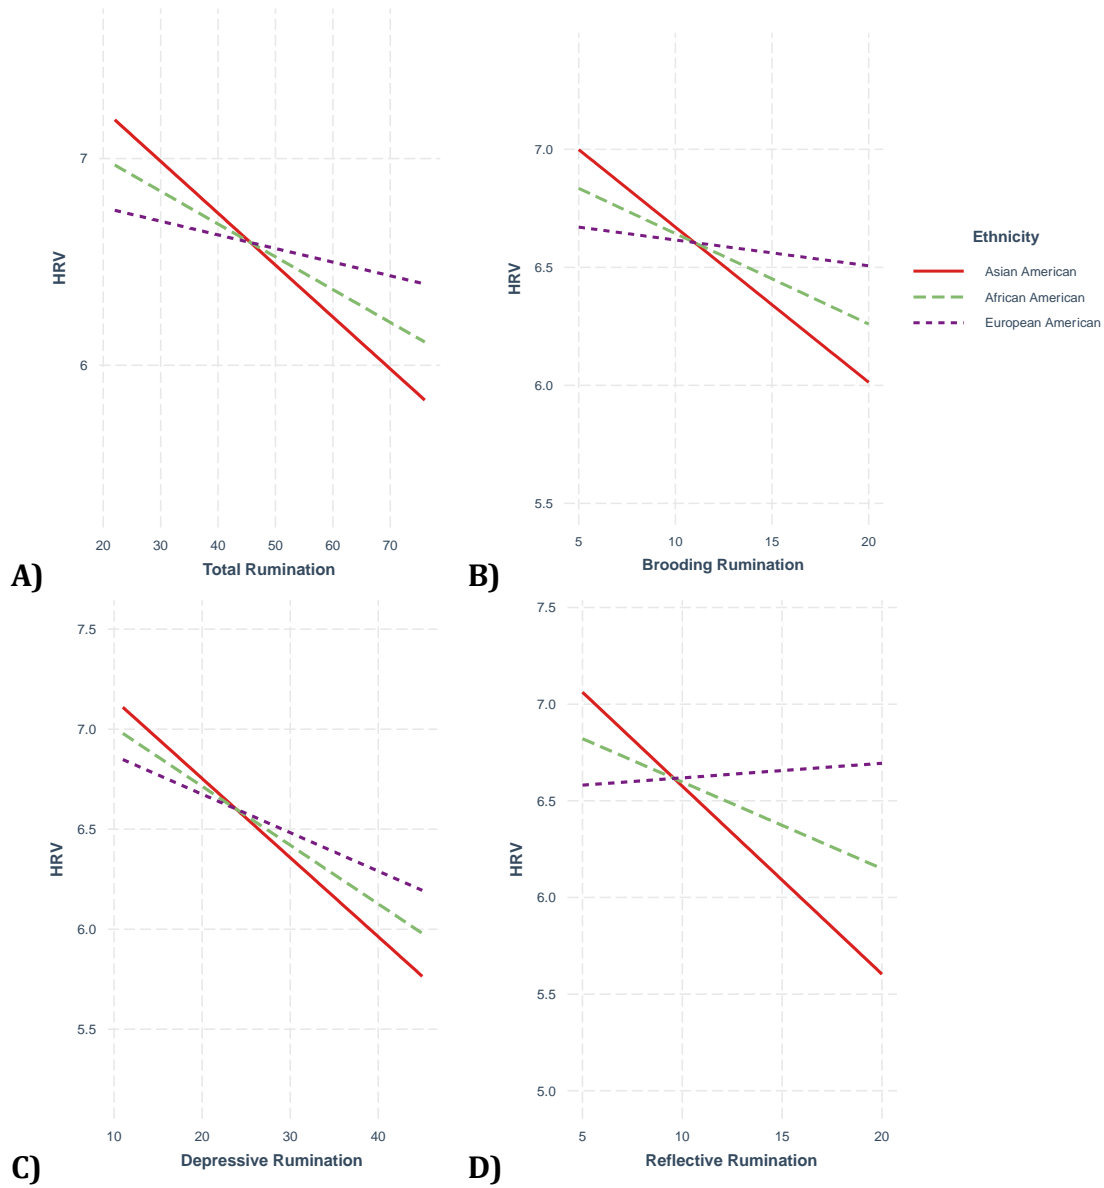 7
6
HRV
20 30 40 50 60 70
Total Rumination
A)
7.0
6.5
6.0
5.5
HRV
5 10 15 20
Brooding Rumination
B)
Ethnicity
Asian American
African American
European American
7.5
7.0
6.5
6.0
5.5
HRV
10 20 30 40
Depressive Rumination
C)
7.5
7.0
6.5
6.0
5.5
5.0
HRV
5 10 15 20
Reflective Rumination
D)